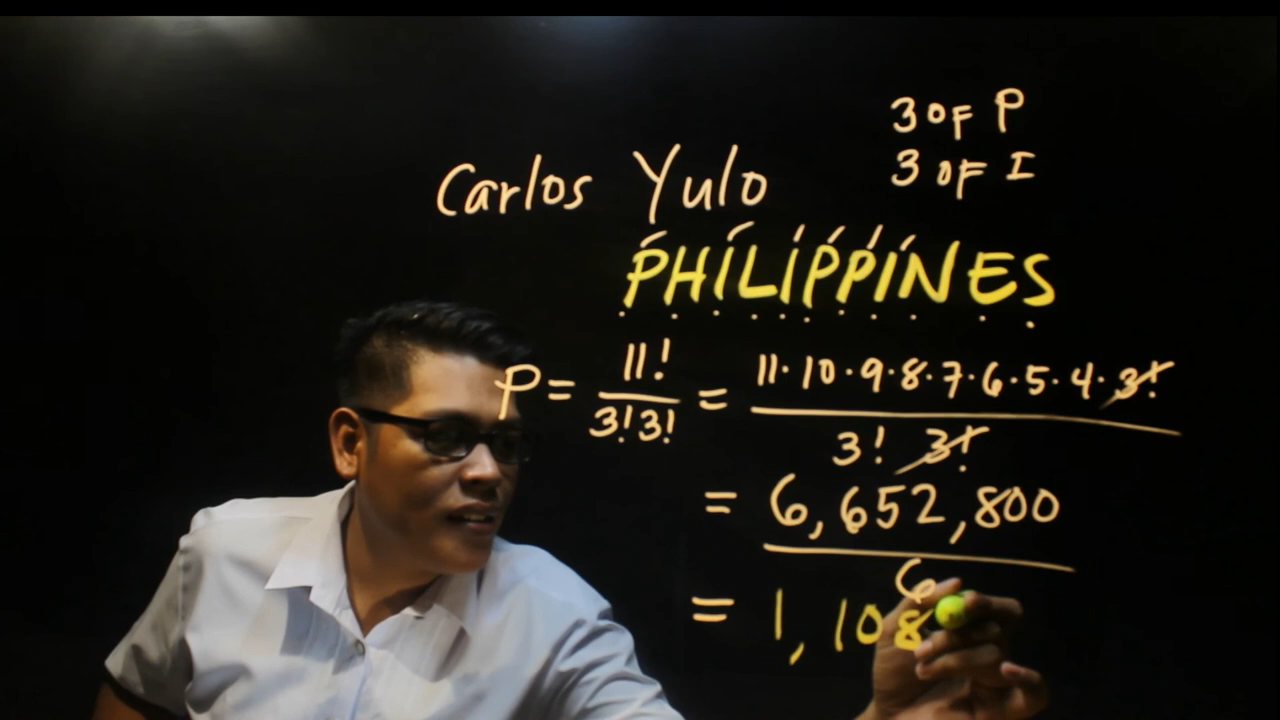 3 OF P
3 OF I
Carlos Yulo
PHILIPPINES
P = 11! / 3!3! = 11·10·9·8·7·6·5·4·3! / 3! 3!
= 6,652,800 / 6
= 1,108